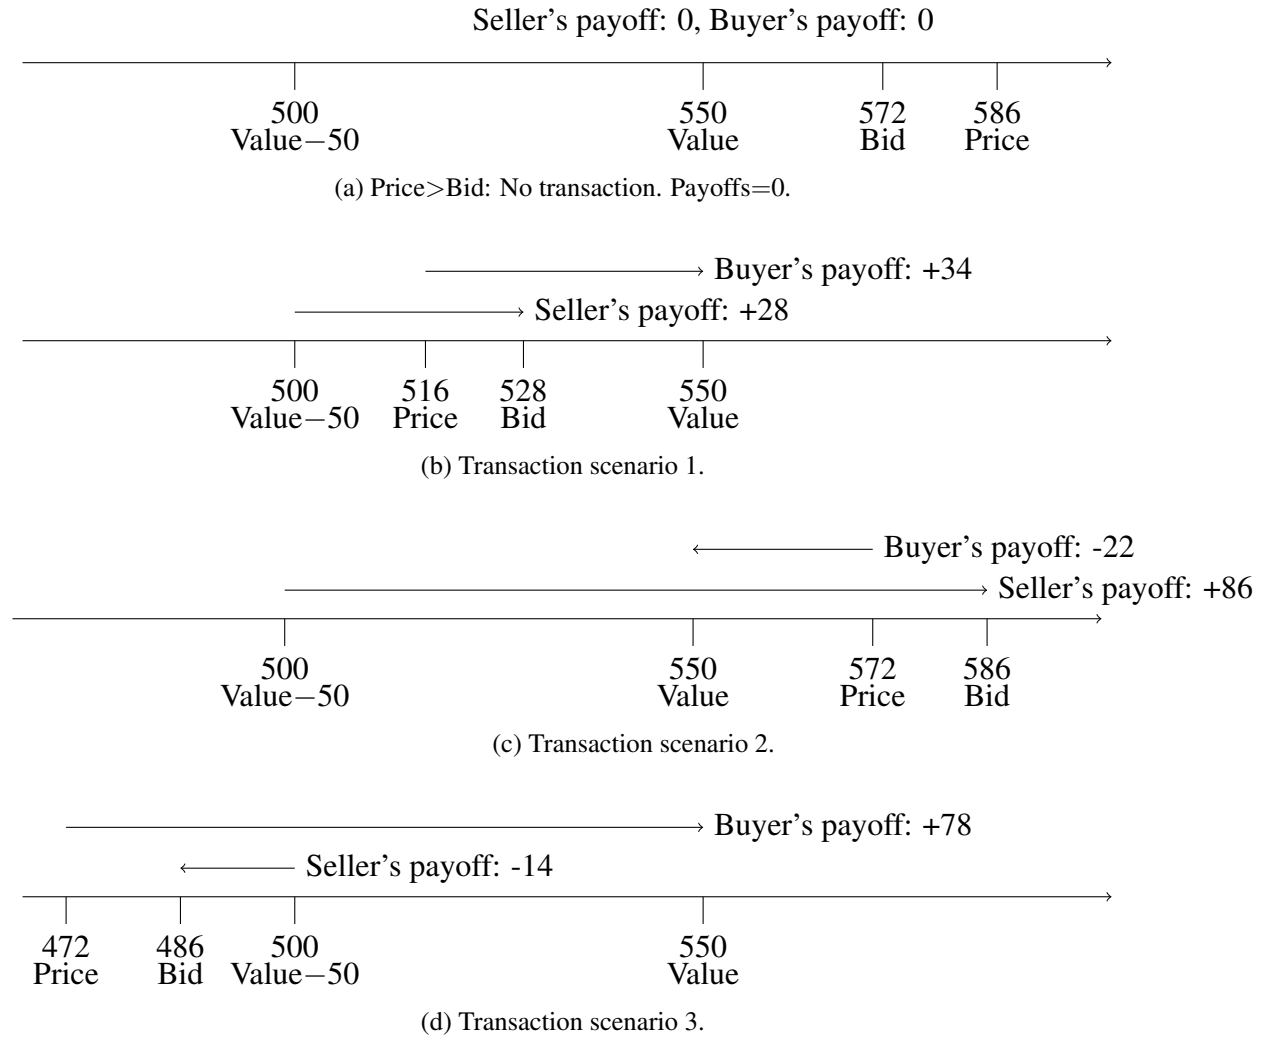 Seller's payoff: 0, Buyer's payoff: 0
500 550 572 586
Value−50 Value Bid Price
(a) Price>Bid: No transaction. Payoffs=0.
Buyer's payoff: +34
Seller's payoff: +28
500 516 528 550
Value−50 Price Bid Value
(b) Transaction scenario 1.
Buyer's payoff: -22
Seller's payoff: +86
500 550 572 586
Value−50 Value Price Bid
(c) Transaction scenario 2.
Buyer's payoff: +78
Seller's payoff: -14
472 486 500 550
Price Bid Value−50 Value
(d) Transaction scenario 3.